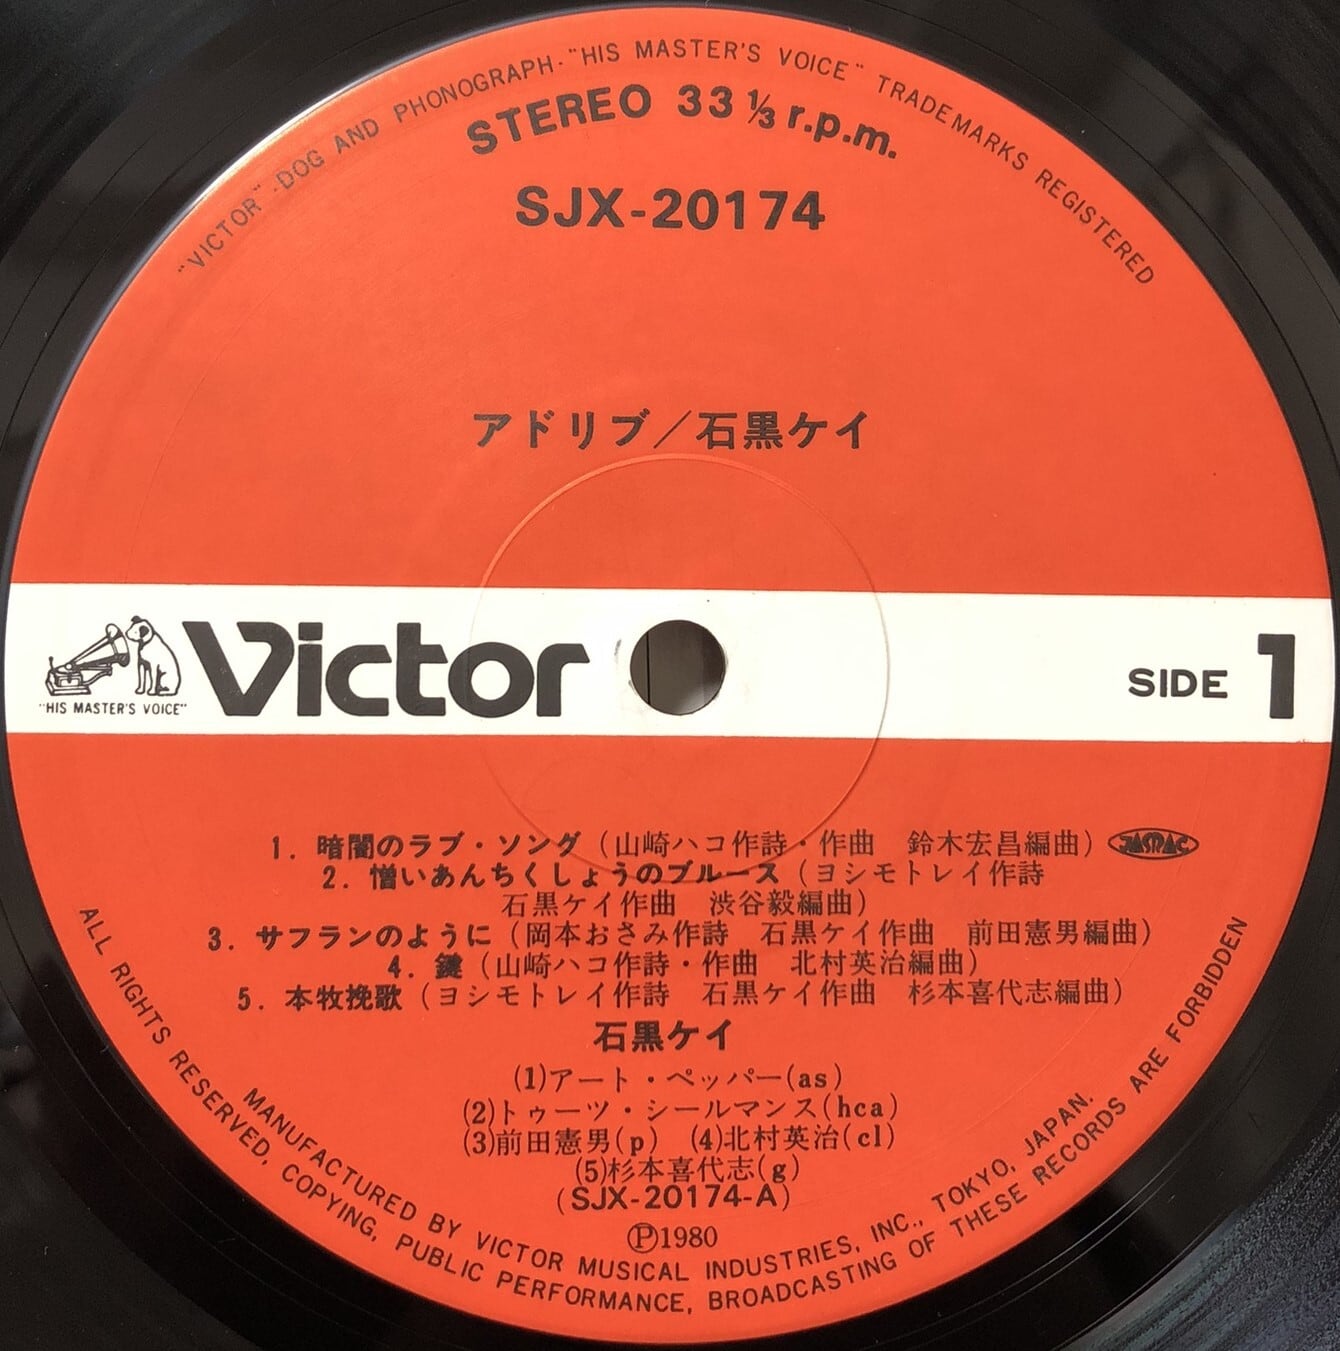 "VICTOR"-DOG AND PHONOGRAPH-"HIS MASTER'S VOICE" TRADE MARKS REGISTERED
STEREO 33⅓ r.p.m.
SJX-20174
アドリブ／石黒ケイ
"HIS MASTER'S VOICE"
Victor
SIDE 1
1. 暗闇のラブ・ソング（山崎ハコ作詩・作曲　鈴木宏昌編曲） JASRAC
2. 憎いあんちくしょうのブルース（ヨシモトレイ作詩
石黒ケイ作曲　渋谷毅編曲）
3. サフランのように（岡本おさみ作詩　石黒ケイ作曲　前田憲男編曲）
4. 鍵（山崎ハコ作詩・作曲　北村英治編曲）
5. 本牧挽歌（ヨシモトレイ作詩　石黒ケイ作曲　杉本喜代志編曲）
石黒ケイ
(1)アート・ペッパー(as)
(2)トゥーツ・シールマンス(hca)
(3)前田憲男(p)　(4)北村英治(cl)
(5)杉本喜代志(g)
(SJX-20174-A)
Ⓟ1980
MANUFACTURED BY VICTOR MUSICAL INDUSTRIES, INC., TOKYO, JAPAN.
ALL RIGHTS RESERVED, COPYING, PUBLIC PERFORMANCE, BROADCASTING OF THESE RECORDS ARE FORBIDDEN